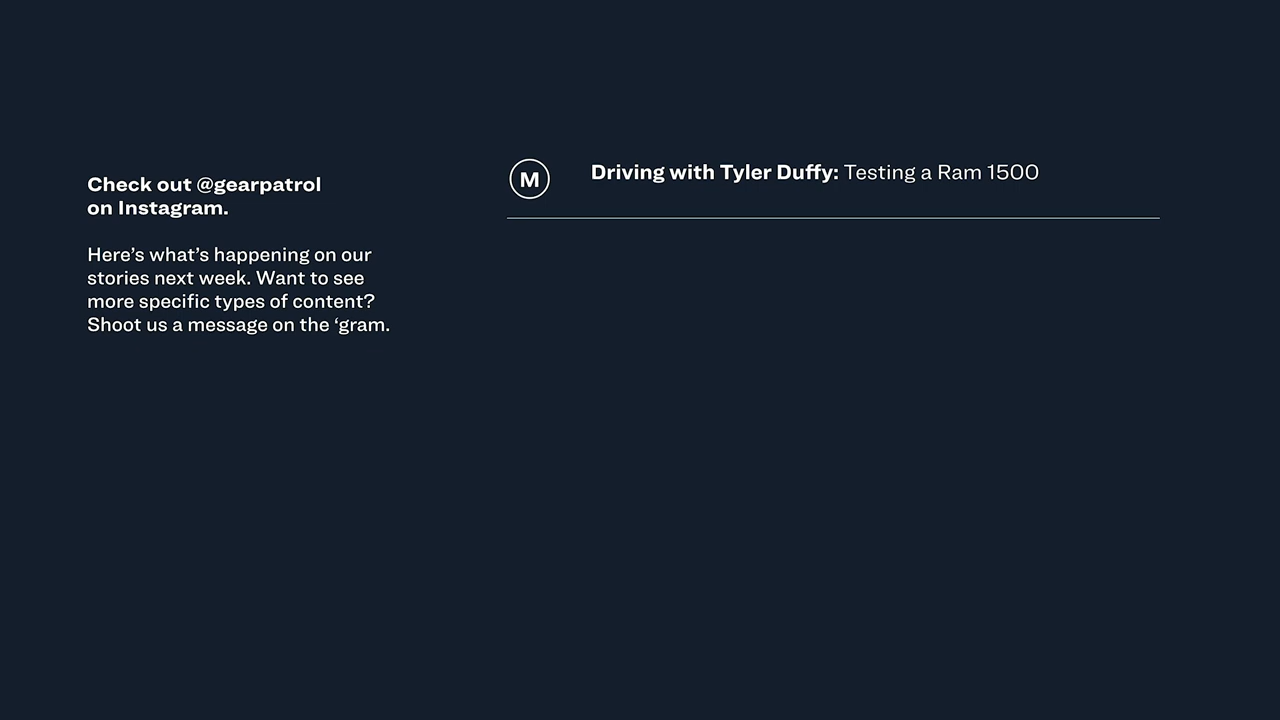 Check out @gearpatrol
on Instagram.
Here’s what’s happening on our
stories next week. Want to see
more specific types of content?
Shoot us a message on the ‘gram.
M
Driving with Tyler Duffy: Testing a Ram 1500